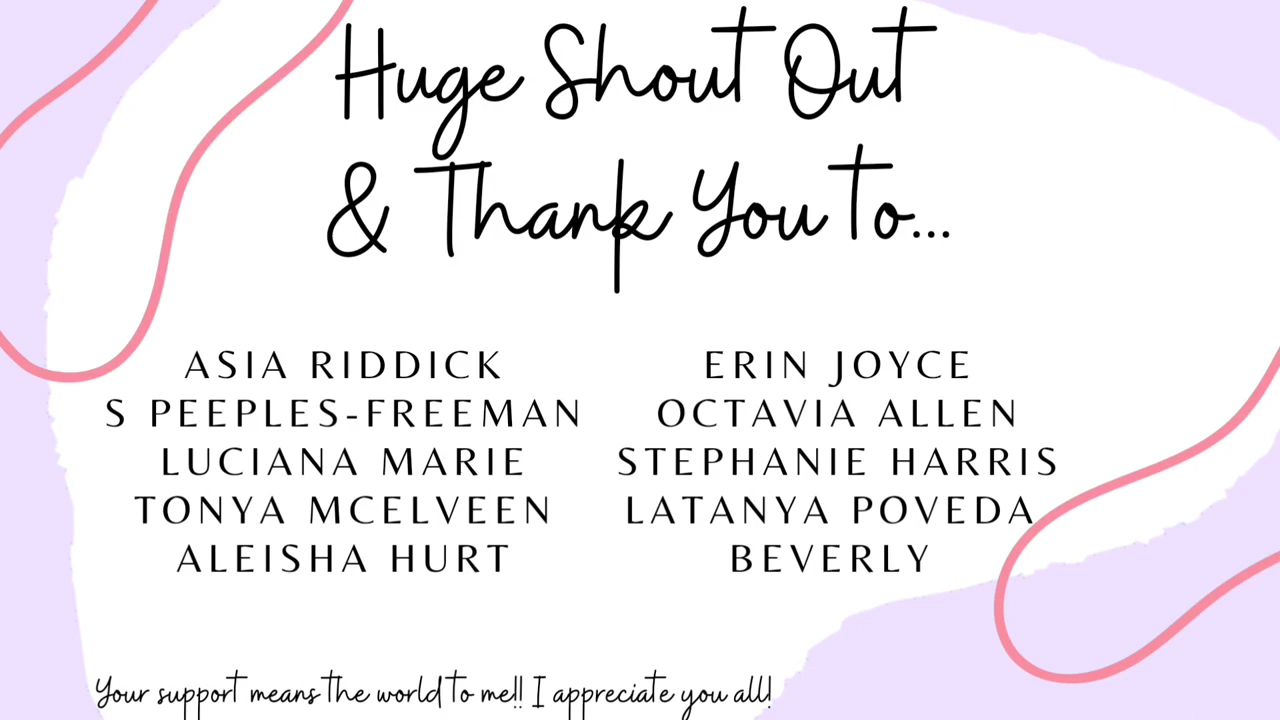 Huge Shout Out
& Thank You to...
ASIA RIDDICK
S PEEPLES-FREEMAN
LUCIANA MARIE
TONYA MCELVEEN
ALEISHA HURT
ERIN JOYCE
OCTAVIA ALLEN
STEPHANIE HARRIS
LATANYA POVEDA
BEVERLY
Your support means the world to me!! I appreciate you all!